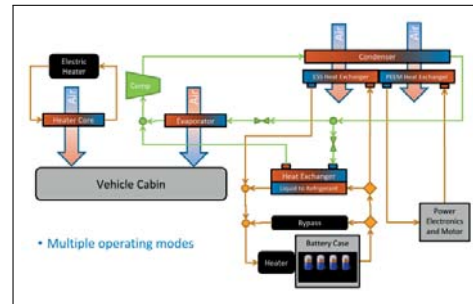 Air
Air
Condenser
ESS Heat Exchanger
PEEM Heat Exchanger
Electric
Heater
Air
Comp
Air
Heater Core
Evaporator
Vehicle Cabin
Heat Exchanger
Liquid to Refrigerant
Bypass
Power
Electronics
and Motor
Battery Case
Heater
• Multiple operating modes